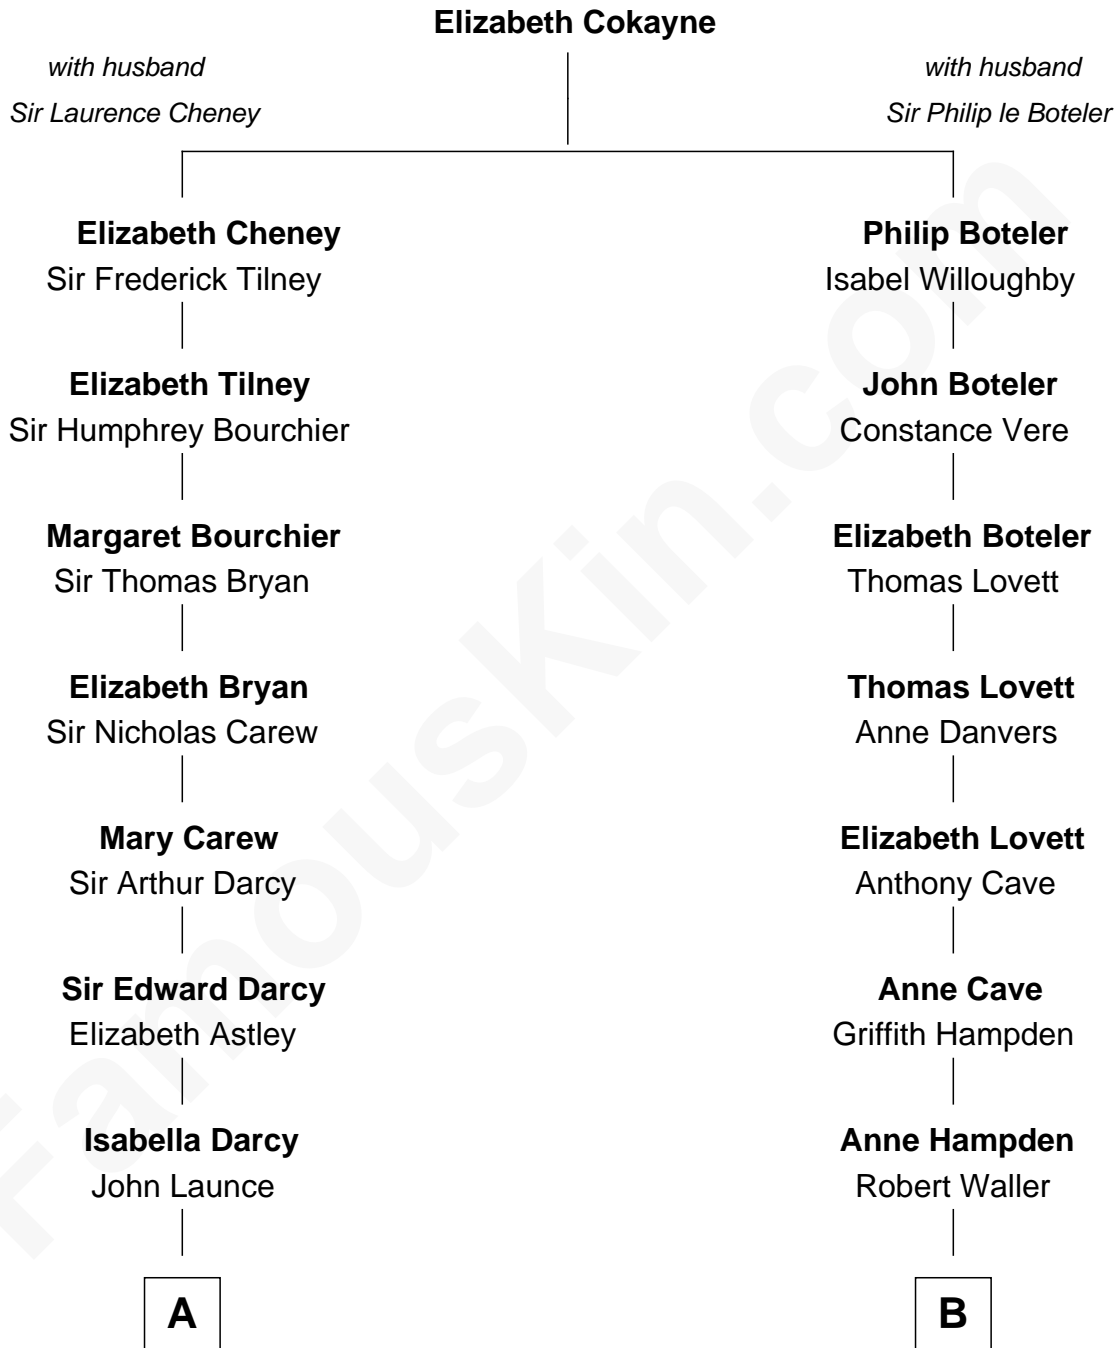 Elizabeth Cokayne
with husband
Sir Laurence Cheney
with husband
Sir Philip le Boteler
Elizabeth Cheney
Sir Frederick Tilney
Philip Boteler
Isabel Willoughby
Elizabeth Tilney
Sir Humphrey Bourchier
John Boteler
Constance Vere
Margaret Bourchier
Sir Thomas Bryan
Elizabeth Boteler
Thomas Lovett
Elizabeth Bryan
Sir Nicholas Carew
Thomas Lovett
Anne Danvers
Mary Carew
Sir Arthur Darcy
Elizabeth Lovett
Anthony Cave
Sir Edward Darcy
Elizabeth Astley
Anne Cave
Griffith Hampden
Isabella Darcy
John Launce
Anne Hampden
Robert Waller
A
B
FamousKin.com